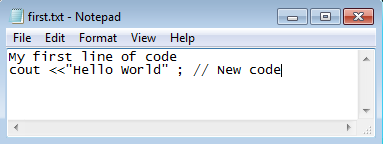 first.txt - Notepad
File Edit Format View Help
My first line of code
cout <<"Hello World" ; // New code